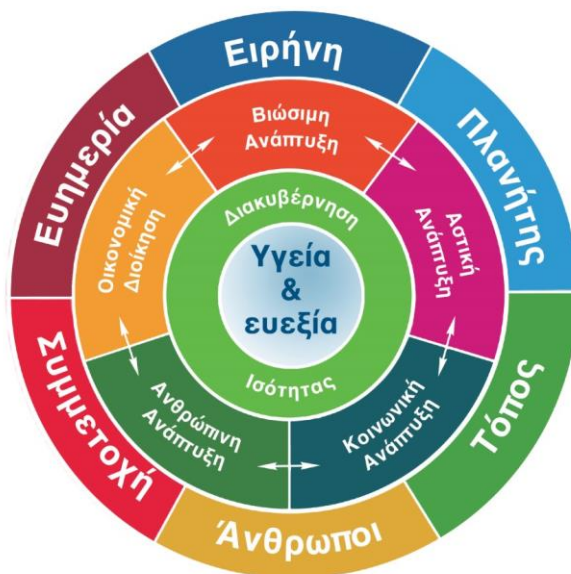 Ειρήνη
Πλανήτης
Τόπος
Άνθρωποι
Συμμετοχή
Ευημερία
Βιώσιμη
Ανάπτυξη
Αστική
Ανάπτυξη
Κοινωνική
Ανάπτυξη
Ανθρώπινη
Ανάπτυξη
Οικονομική
Διοίκηση
Διακυβέρνηση
Ισότητας
Υγεία
&
ευεξία